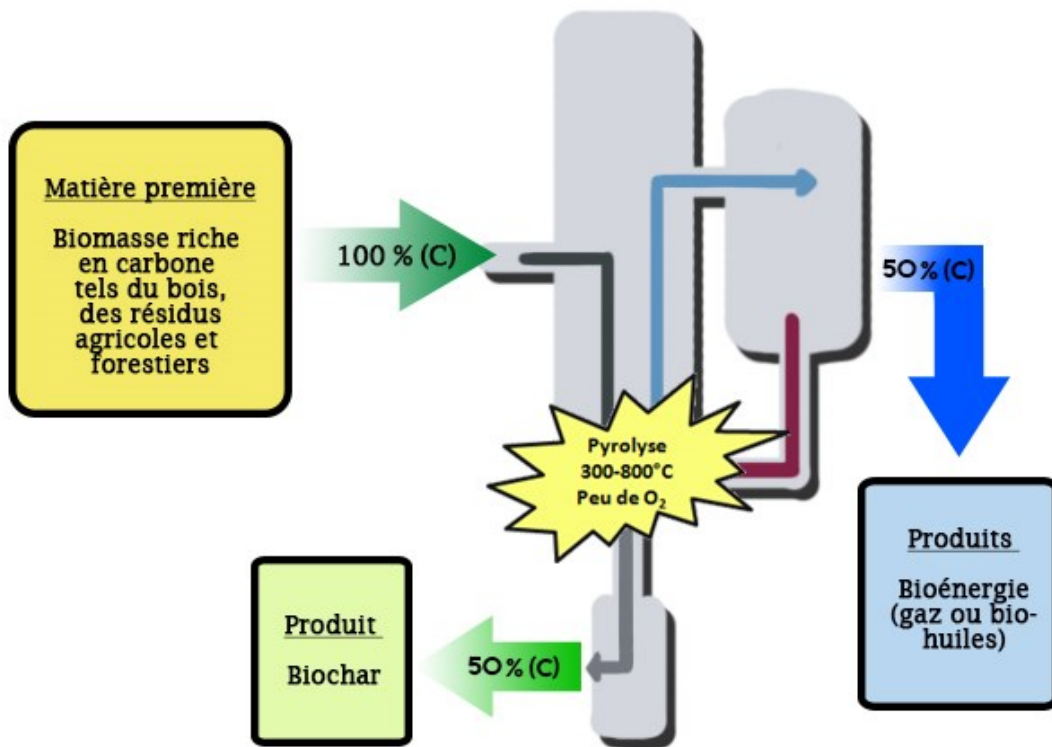 Matière première
Biomasse riche
en carbone
tels du bois,
des résidus
agricoles et
forestiers
100 % (C)
50 % (C)
Pyrolyse
300-800°C
Peu de O₂
Produits
Bioénergie
(gaz ou bio-
huiles)
Produit
Biochar
50 % (C)